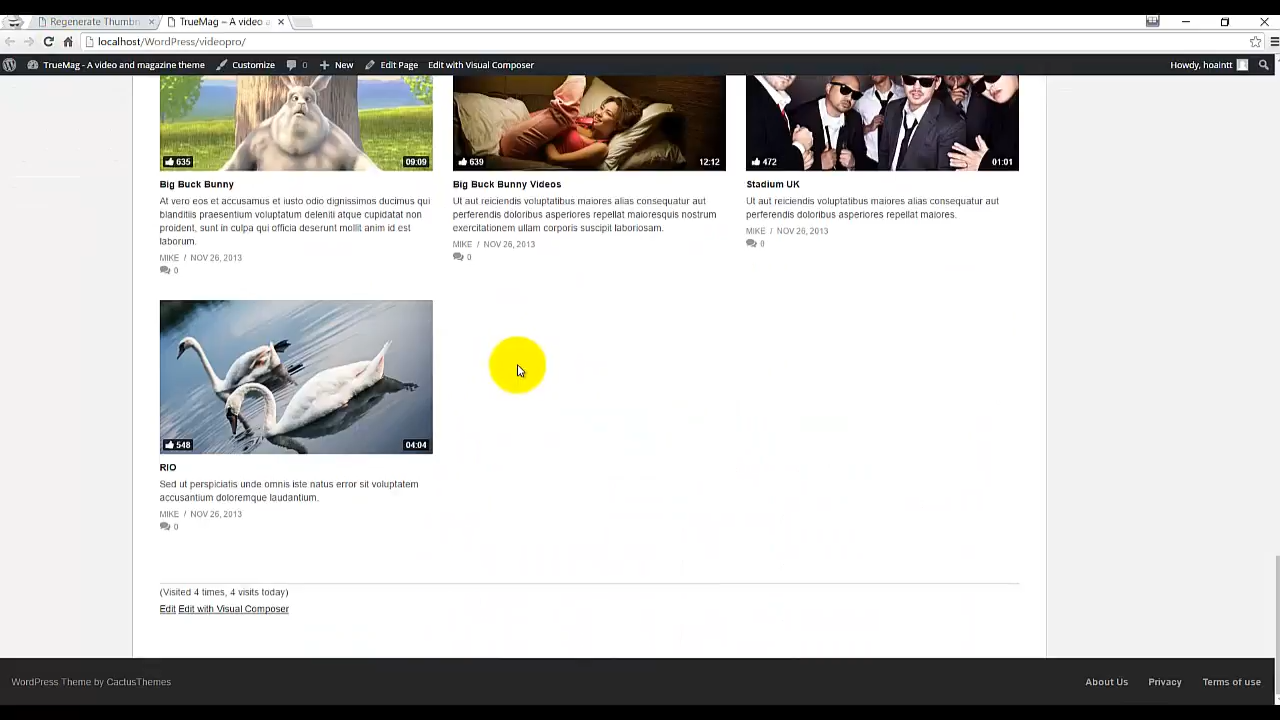 Regenerate Thumbn
TrueMag – A video a
localhost/WordPress/videopro/
TrueMag - A video and magazine theme Customize 0 New Edit Page Edit with Visual Composer Howdy, hoaintt
635 09:09
639 12:12
472 01:01
Big Buck Bunny
At vero eos et accusamus et iusto odio dignissimos ducimus qui
blanditiis praesentium voluptatum deleniti atque cupidatat non
proident, sunt in culpa qui officia deserunt mollit anim id est
laborum.
MIKE / NOV 26, 2013
0
Big Buck Bunny Videos
Ut aut reiciendis voluptatibus maiores alias consequatur aut
perferendis doloribus asperiores repellat maioresquis nostrum
exercitationem ullam corporis suscipit laboriosam.
MIKE / NOV 26, 2013
0
Stadium UK
Ut aut reiciendis voluptatibus maiores alias consequatur aut
perferendis doloribus asperiores repellat maiores.
MIKE / NOV 26, 2013
0
548 04:04
RIO
Sed ut perspiciatis unde omnis iste natus error sit voluptatem
accusantium doloremque laudantium.
MIKE / NOV 26, 2013
0
(Visited 4 times, 4 visits today)
Edit Edit with Visual Composer
WordPress Theme by CactusThemes About Us Privacy Terms of use